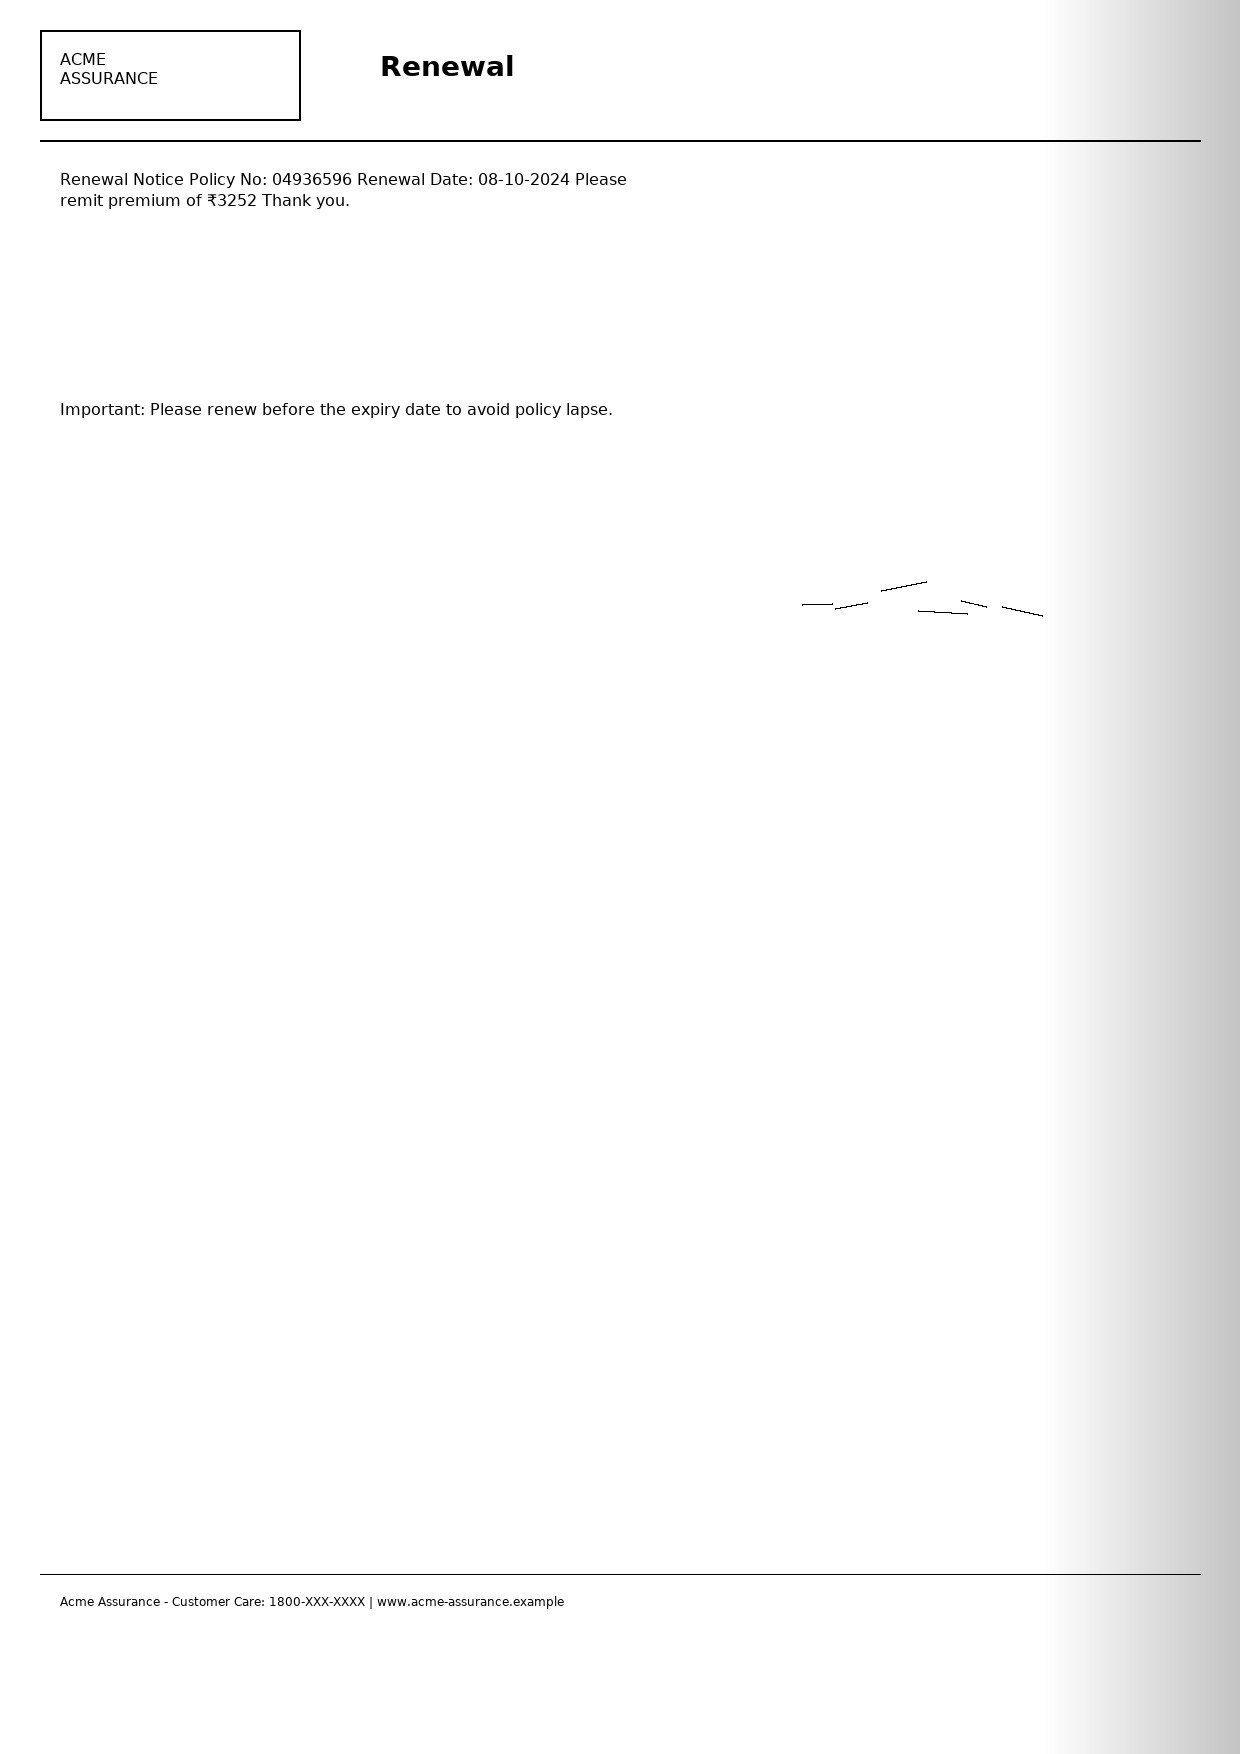 ACME
ASSURANCE
Renewal
Renewal Notice Policy No: 04936596 Renewal Date: 08-10-2024 Please
remit premium of ₹3252 Thank you.
Important: Please renew before the expiry date to avoid policy lapse.
Acme Assurance - Customer Care: 1800-XXX-XXXX | www.acme-assurance.example